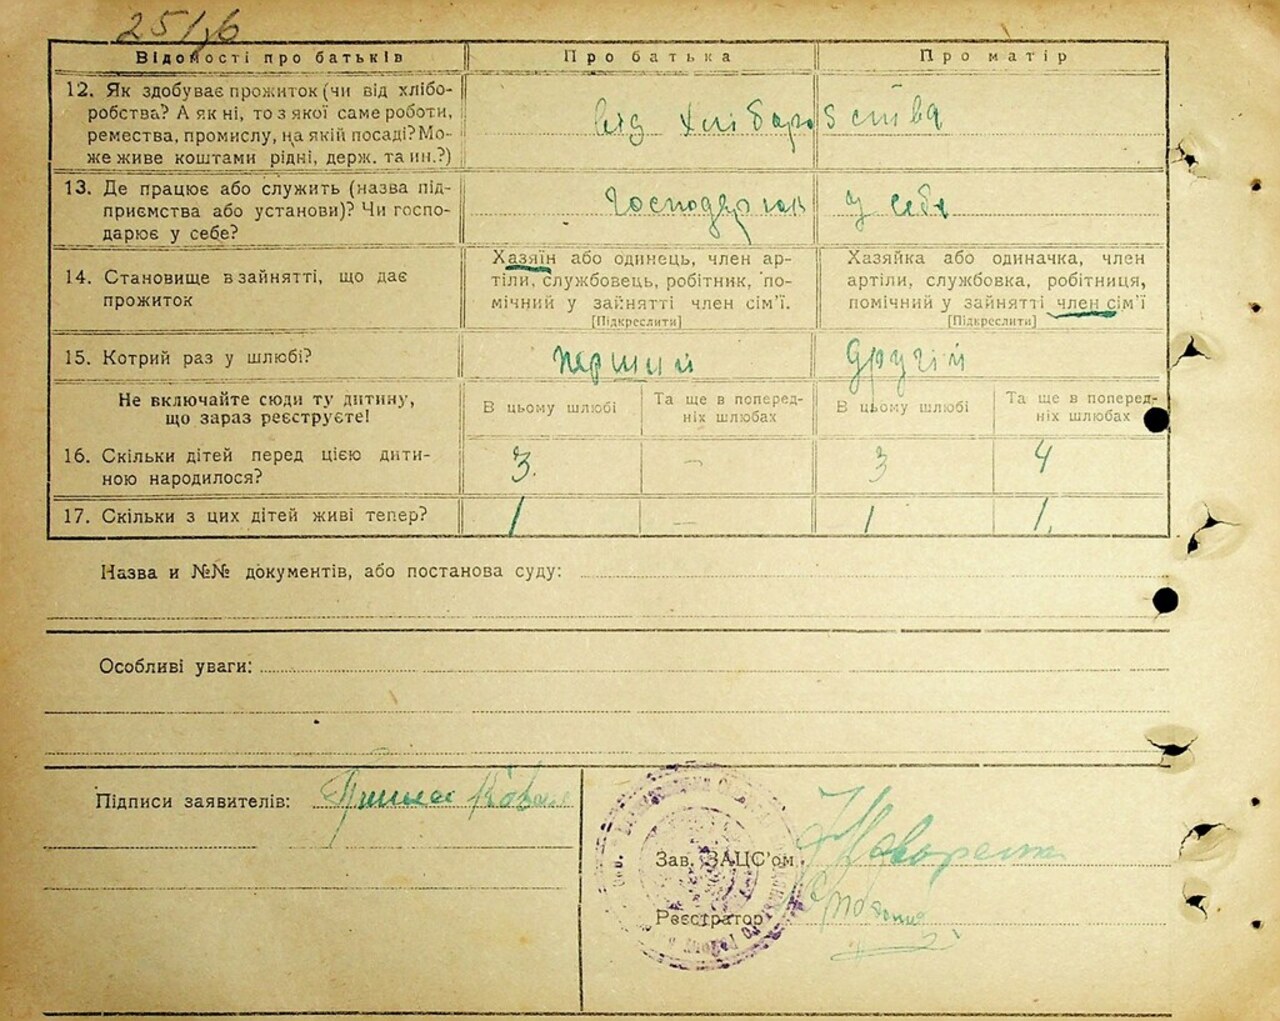 251/6
Відомості про батьків
Про батька
Про матір
12. Як здобуває прожиток (чи від хлібо-
робства? А як ні, то з якої саме роботи,
ремества, промислу, на якій посаді? Мо-
же живе коштами рідні, держ. та ин.?)
від хліборобства
13. Де працює або служить (назва під-
приємства або установи)? Чи госпо-
дарює у себе?
Господарює у себе
14. Становище в зайнятті, що дає
прожиток
Хазяїн або одинець, член ар-
тіли, службовець, робітник, по-
мічний у зайнятті член сім'ї.
[Підкреслити]
Хазяйка або одиначка, член
артіли, службовка, робітниця,
помічний у зайнятті член сім'ї
[Підкреслити]
15. Котрий раз у шлюбі?
перший
другій
Не включайте сюди ту дитину,
що зараз реєструєте!
В цьому шлюбі
Та ще в поперед-
ніх шлюбах
В цьому шлюбі
Та ще в поперед-
ніх шлюбах
16. Скільки дітей перед цією дити-
ною народилося?
3
-
3
4
17. Скільки з цих дітей живі тепер?
1
-
1
1
Назва и №№ документів, або постанова суду:
Особливі уваги:
Підписи заявителів:
Зав. ЗАЦС'ом
Реєстратор